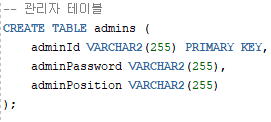 -- 관리자 테이블
CREATE TABLE admins (
    adminId VARCHAR2(255) PRIMARY KEY,
    adminPassword VARCHAR2(255),
    adminPosition VARCHAR2(255)
);